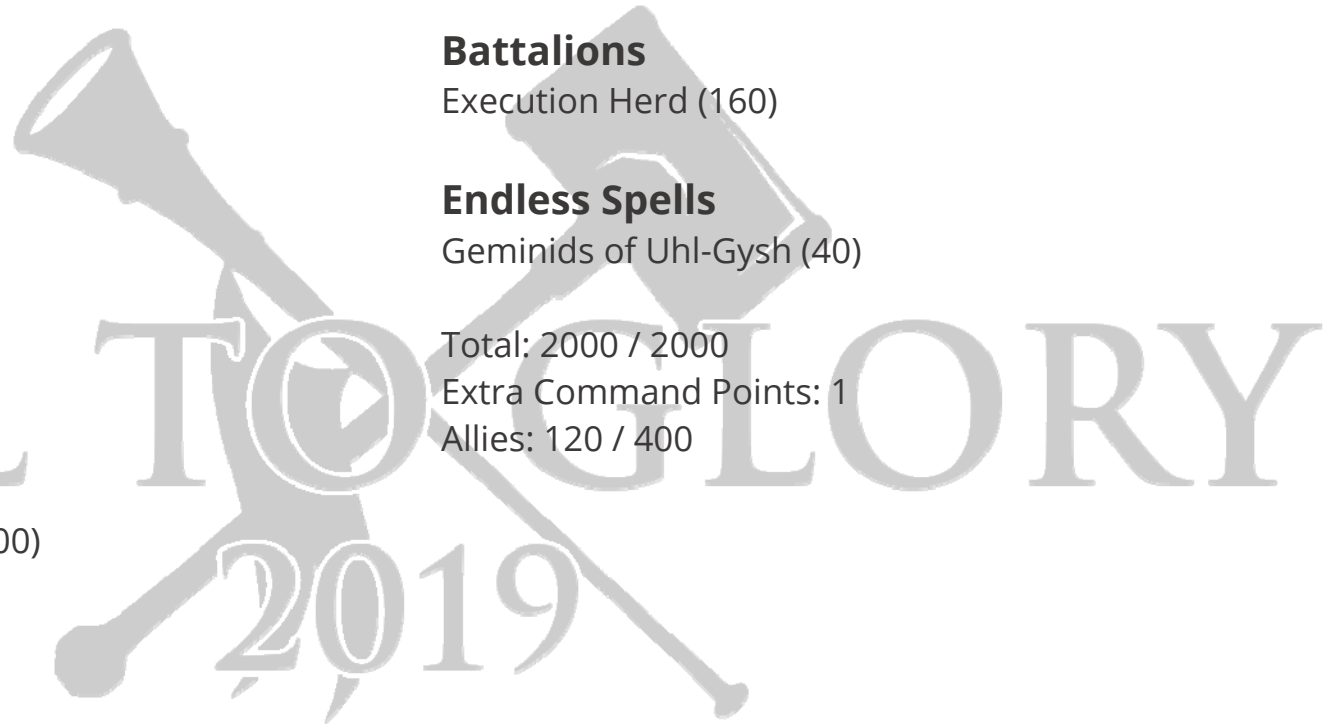 Battalions
Execution Herd (160)
Endless Spells
Geminids of Uhl-Gysh (40)
Total: 2000 / 2000
Extra Command Points: 1
Allies: 120 / 400
L TO GLORY
00)
2019